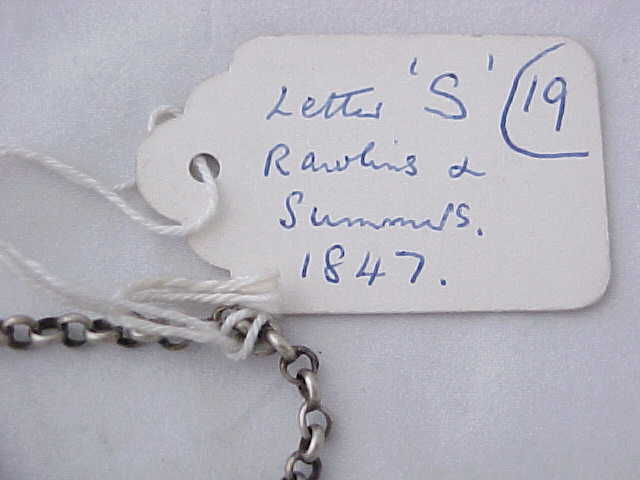 Letter 'S' 19
Rawlins &
Summers.
1847.